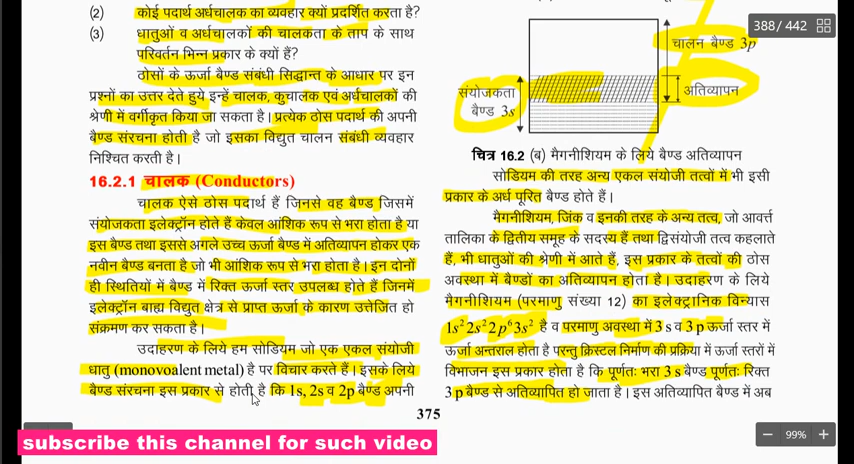 (2) कोई पदार्थ अर्धचालक का व्यवहार क्यों प्रदर्शित करता है?
(3) धातुओं व अर्धचालकों की चालकता के ताप के साथ
परिवर्तन भिन्न प्रकार के क्यों हैं?
ठोसों के ऊर्जा बैण्ड संबंधी सिद्धान्त के आधार पर इन
प्रश्नों का उत्तर देते हुये इन्हें चालक, कुचालक एवं अर्धचालकों की
श्रेणी में वर्गीकृत किया जा सकता है। प्रत्येक ठोस पदार्थ की अपनी
बैण्ड संरचना होती है जो इसका विद्युत चालन संबंधी व्यवहार
निश्चित करती है।
16.2.1 चालक (Conductors)
चालक ऐसे ठोस पदार्थ हैं जिनसे वह बैण्ड जिसमें
संयोजकता इलेक्ट्रॉन होते हैं केवल आंशिक रूप से भरा होता है या
इस बैण्ड तथा इससे अगले उच्च ऊर्जा बैण्ड में अतिव्यापन होकर एक
नवीन बैण्ड बनता है जो भी आंशिक रूप से भरा होता है। इन दोनों
ही स्थितियों में बैण्ड में रिक्त ऊर्जा स्तर उपलब्ध होते हैं जिनमें
इलेक्ट्रॉन बाह्य विद्युत क्षेत्र से प्राप्त ऊर्जा के कारण उत्तेजित हो
संक्रमण कर सकता है।
उदाहरण के लिये हम सोडियम जो एक एकल संयोजी
धातु (monovoalent metal) है पर विचार करते हैं। इसके लिये
बैण्ड संरचना इस प्रकार से होती है कि 1s, 2s व 2p बैण्ड अपनी
चालन बैण्ड 3p
संयोजकता
बैण्ड 3s
अतिव्यापन
चित्र 16.2 (ब) मैगनीशियम के लिये बैण्ड अतिव्यापन
सोडियम की तरह अन्य एकल संयोजी तत्वों में भी इसी
प्रकार के अर्ध पूरित बैण्ड होते हैं।
मैगनीशियम, जिंक व इनकी तरह के अन्य तत्व, जो आवर्त्त
तालिका के द्वितीय समूह के सदस्य हैं तथा द्विसंयोजी तत्व कहलाते
हैं, भी धातुओं की श्रेणी में आते हैं, इस प्रकार के तत्वों की ठोस
अवस्था में बैण्डों का अतिव्यापन होता है। उदाहरण के लिये
मैगनीशियम (परमाणु संख्या 12) का इलेक्ट्रानिक विन्यास
1s² 2s² 2p⁶ 3s² है व परमाणु अवस्था में 3 s व 3 p ऊर्जा स्तर में
ऊर्जा अन्तराल होता है परन्तु क्रिस्टल निर्माण की प्रक्रिया में ऊर्जा स्तरों में
विभाजन इस प्रकार होता है कि पूर्णतः भरा 3 s बैण्ड पूर्णतः रिक्त
3 p बैण्ड से अतिव्यापित हो जाता है। इस अतिव्यापित बैण्ड में अब
375
388 / 442
99%
subscribe this channel for such video